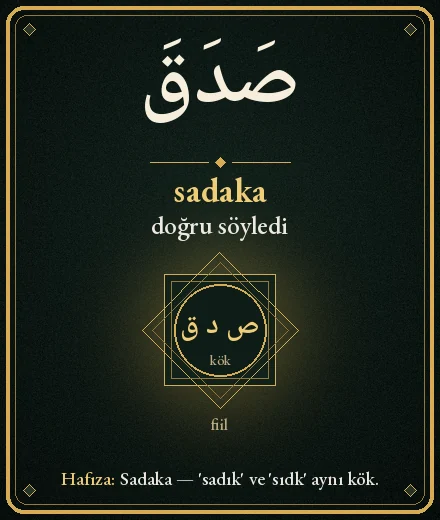 صَدَقَ
sadaka
doğru söyledi
ص د ق
kök
fiil
Hafıza: Sadaka — 'sadık' ve 'sıdk' aynı kök.